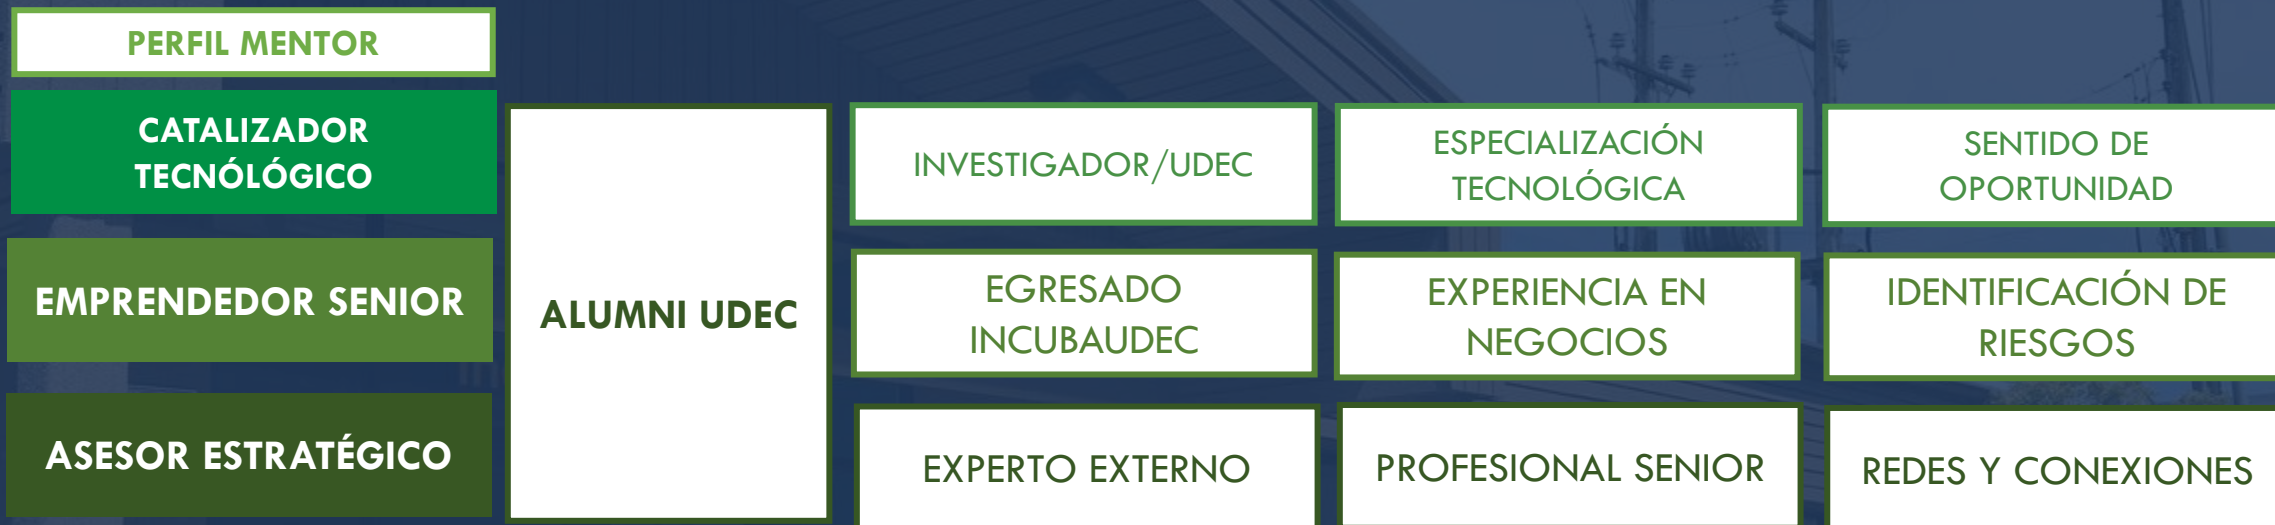 PERFIL MENTOR
CATALIZADOR
TECNÓLÓGICO
EMPRENDEDOR SENIOR
ASESOR ESTRATÉGICO
ALUMNI UDEC
INVESTIGADOR/UDEC
ESPECIALIZACIÓN
TECNOLÓGICA
SENTIDO DE
OPORTUNIDAD
EGRESADO
INCUBAUDEC
EXPERIENCIA EN
NEGOCIOS
IDENTIFICACIÓN DE
RIESGOS
EXPERTO EXTERNO
PROFESIONAL SENIOR
REDES Y CONEXIONES